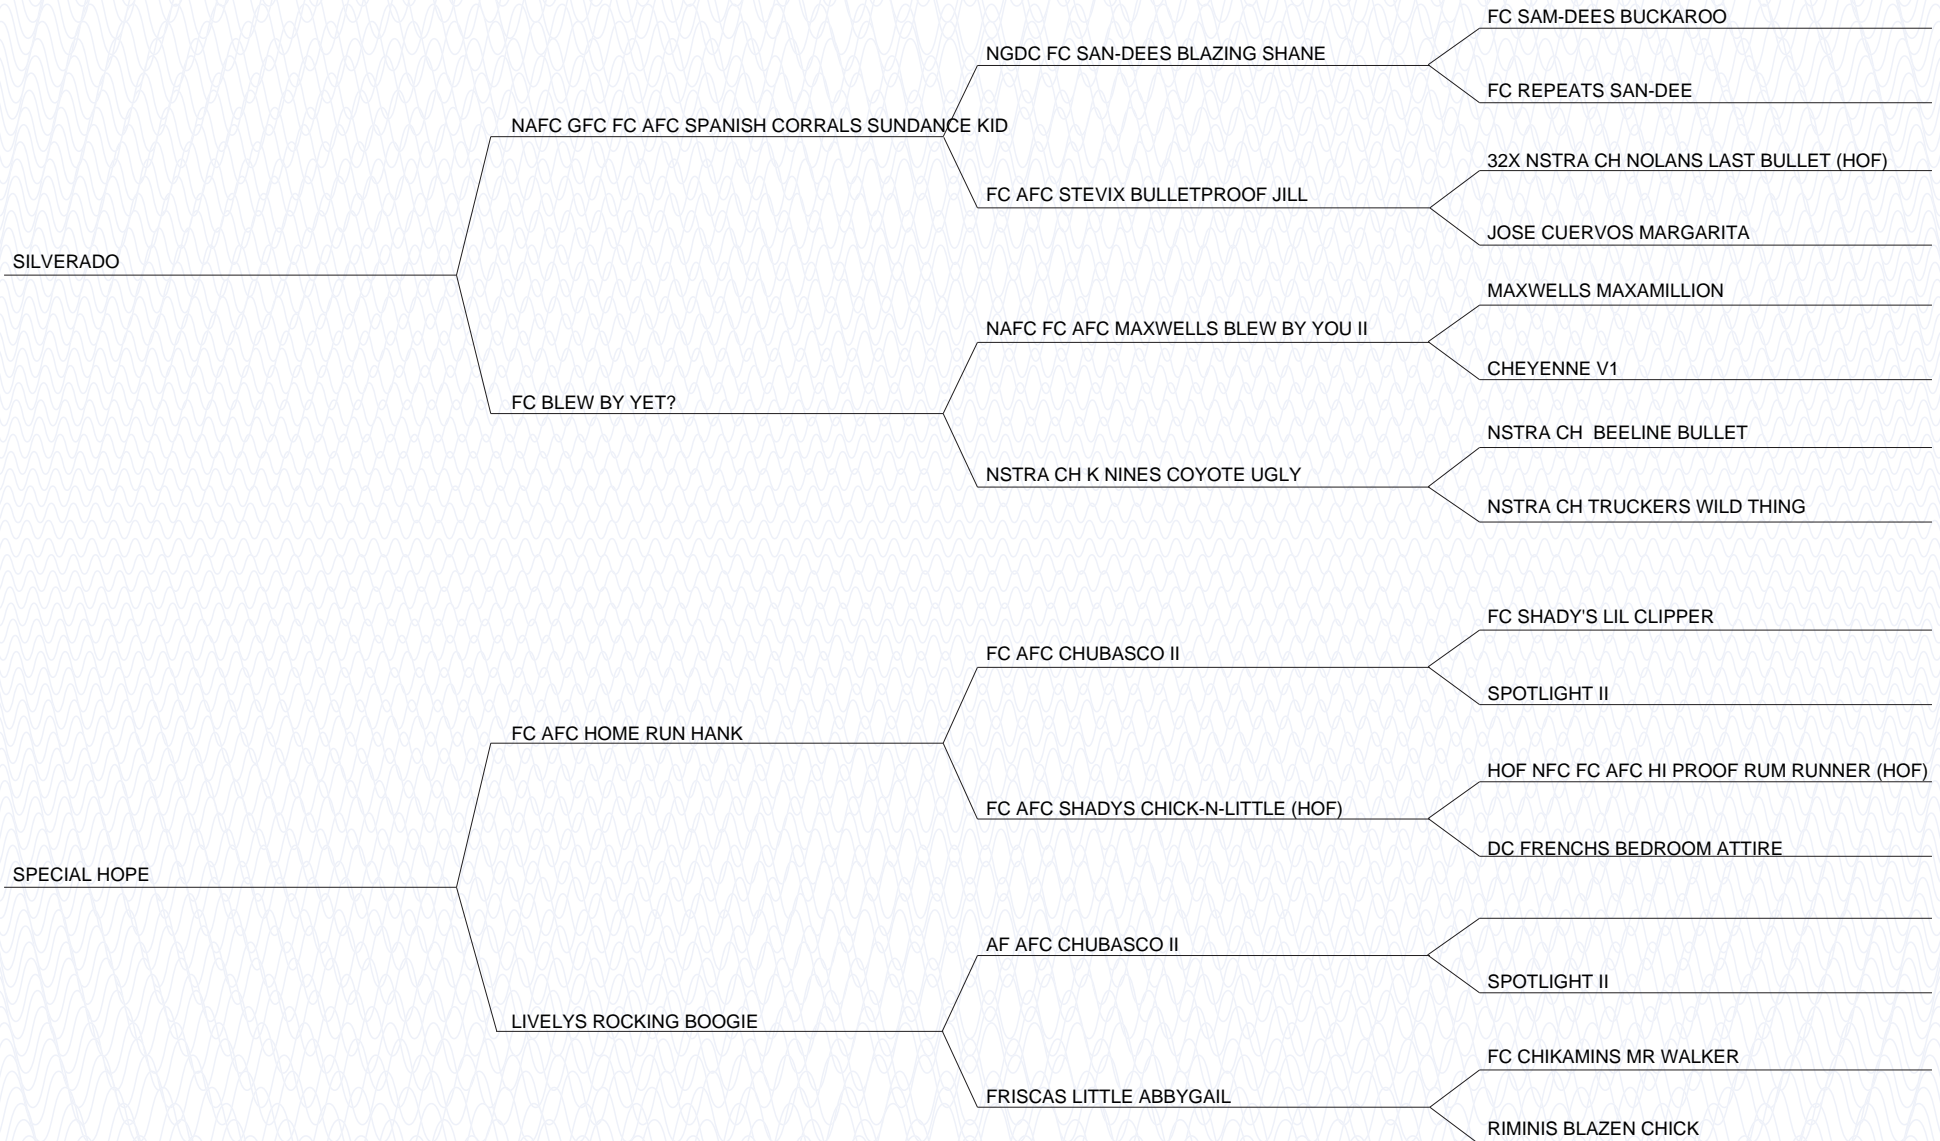 FC SAM-DEES BUCKAROO
NGDC FC SAN-DEES BLAZING SHANE
FC REPEATS SAN-DEE
NAFC GFC FC AFC SPANISH CORRALS SUNDANCE KID
32X NSTRA CH NOLANS LAST BULLET (HOF)
FC AFC STEVIX BULLETPROOF JILL
JOSE CUERVOS MARGARITA
SILVERADO
MAXWELLS MAXAMILLION
NAFC FC AFC MAXWELLS BLEW BY YOU II
CHEYENNE V1
FC BLEW BY YET?
NSTRA CH  BEELINE BULLET
NSTRA CH K NINES COYOTE UGLY
NSTRA CH TRUCKERS WILD THING
FC SHADY'S LIL CLIPPER
FC AFC CHUBASCO II
SPOTLIGHT II
FC AFC HOME RUN HANK
HOF NFC FC AFC HI PROOF RUM RUNNER (HOF)
FC AFC SHADYS CHICK-N-LITTLE (HOF)
DC FRENCHS BEDROOM ATTIRE
SPECIAL HOPE
AF AFC CHUBASCO II
SPOTLIGHT II
LIVELYS ROCKING BOOGIE
FC CHIKAMINS MR WALKER
FRISCAS LITTLE ABBYGAIL
RIMINIS BLAZEN CHICK